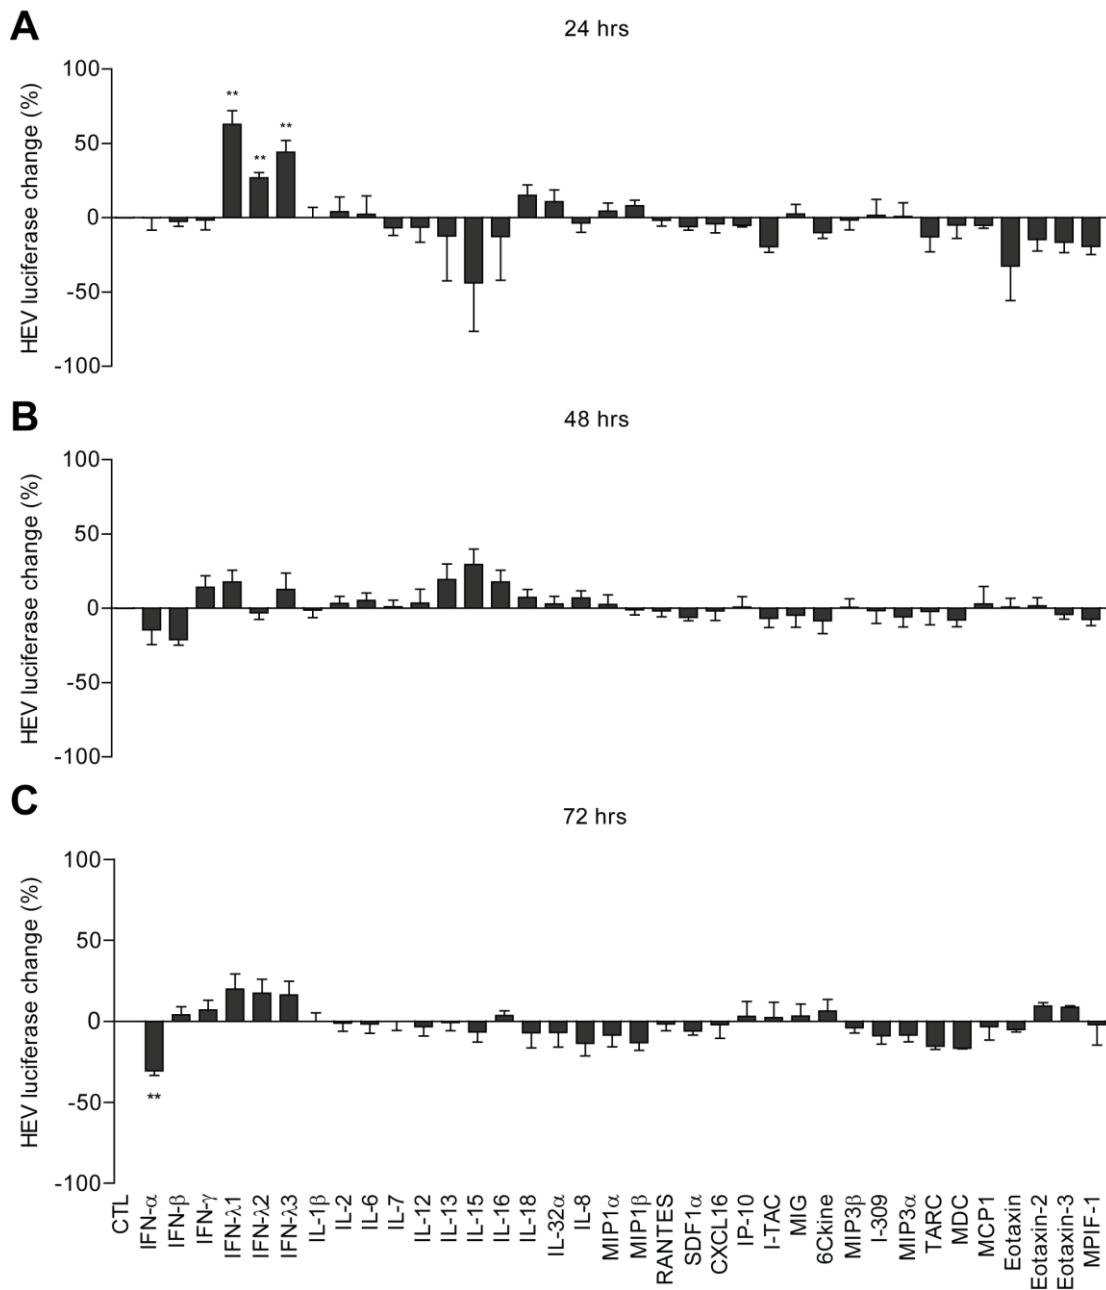 A
24 hrs
HEV luciferase change (%)
100
50
0
-50
-100
**
**
**
B
48 hrs
HEV luciferase change (%)
100
50
0
-50
-100
C
72 hrs
HEV luciferase change (%)
100
50
0
-50
-100
**
CTL
IFN-α
IFN-β
IFN-γ
IFN-λ1
IFN-λ2
IFN-λ3
IL-1β
IL-2
IL-6
IL-7
IL-12
IL-13
IL-15
IL-16
IL-18
IL-32α
IL-8
MIP1α
MIP1β
RANTES
SDF1α
CXCL16
IP-10
I-TAC
MIG
6Ckine
MIP3β
I-309
MIP3α
TARC
MDC
MCP1
Eotaxin
Eotaxin-2
Eotaxin-3
MPIF-1